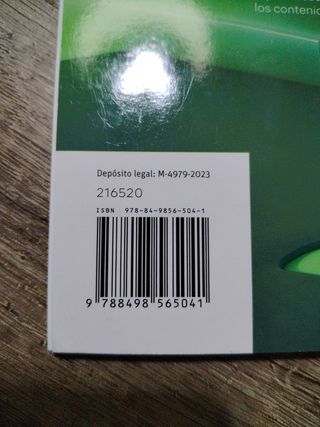 los contenid
Depósito legal: M-4979-2023
216520
ISBN 978-84-9856-504-1
9 788498 565041